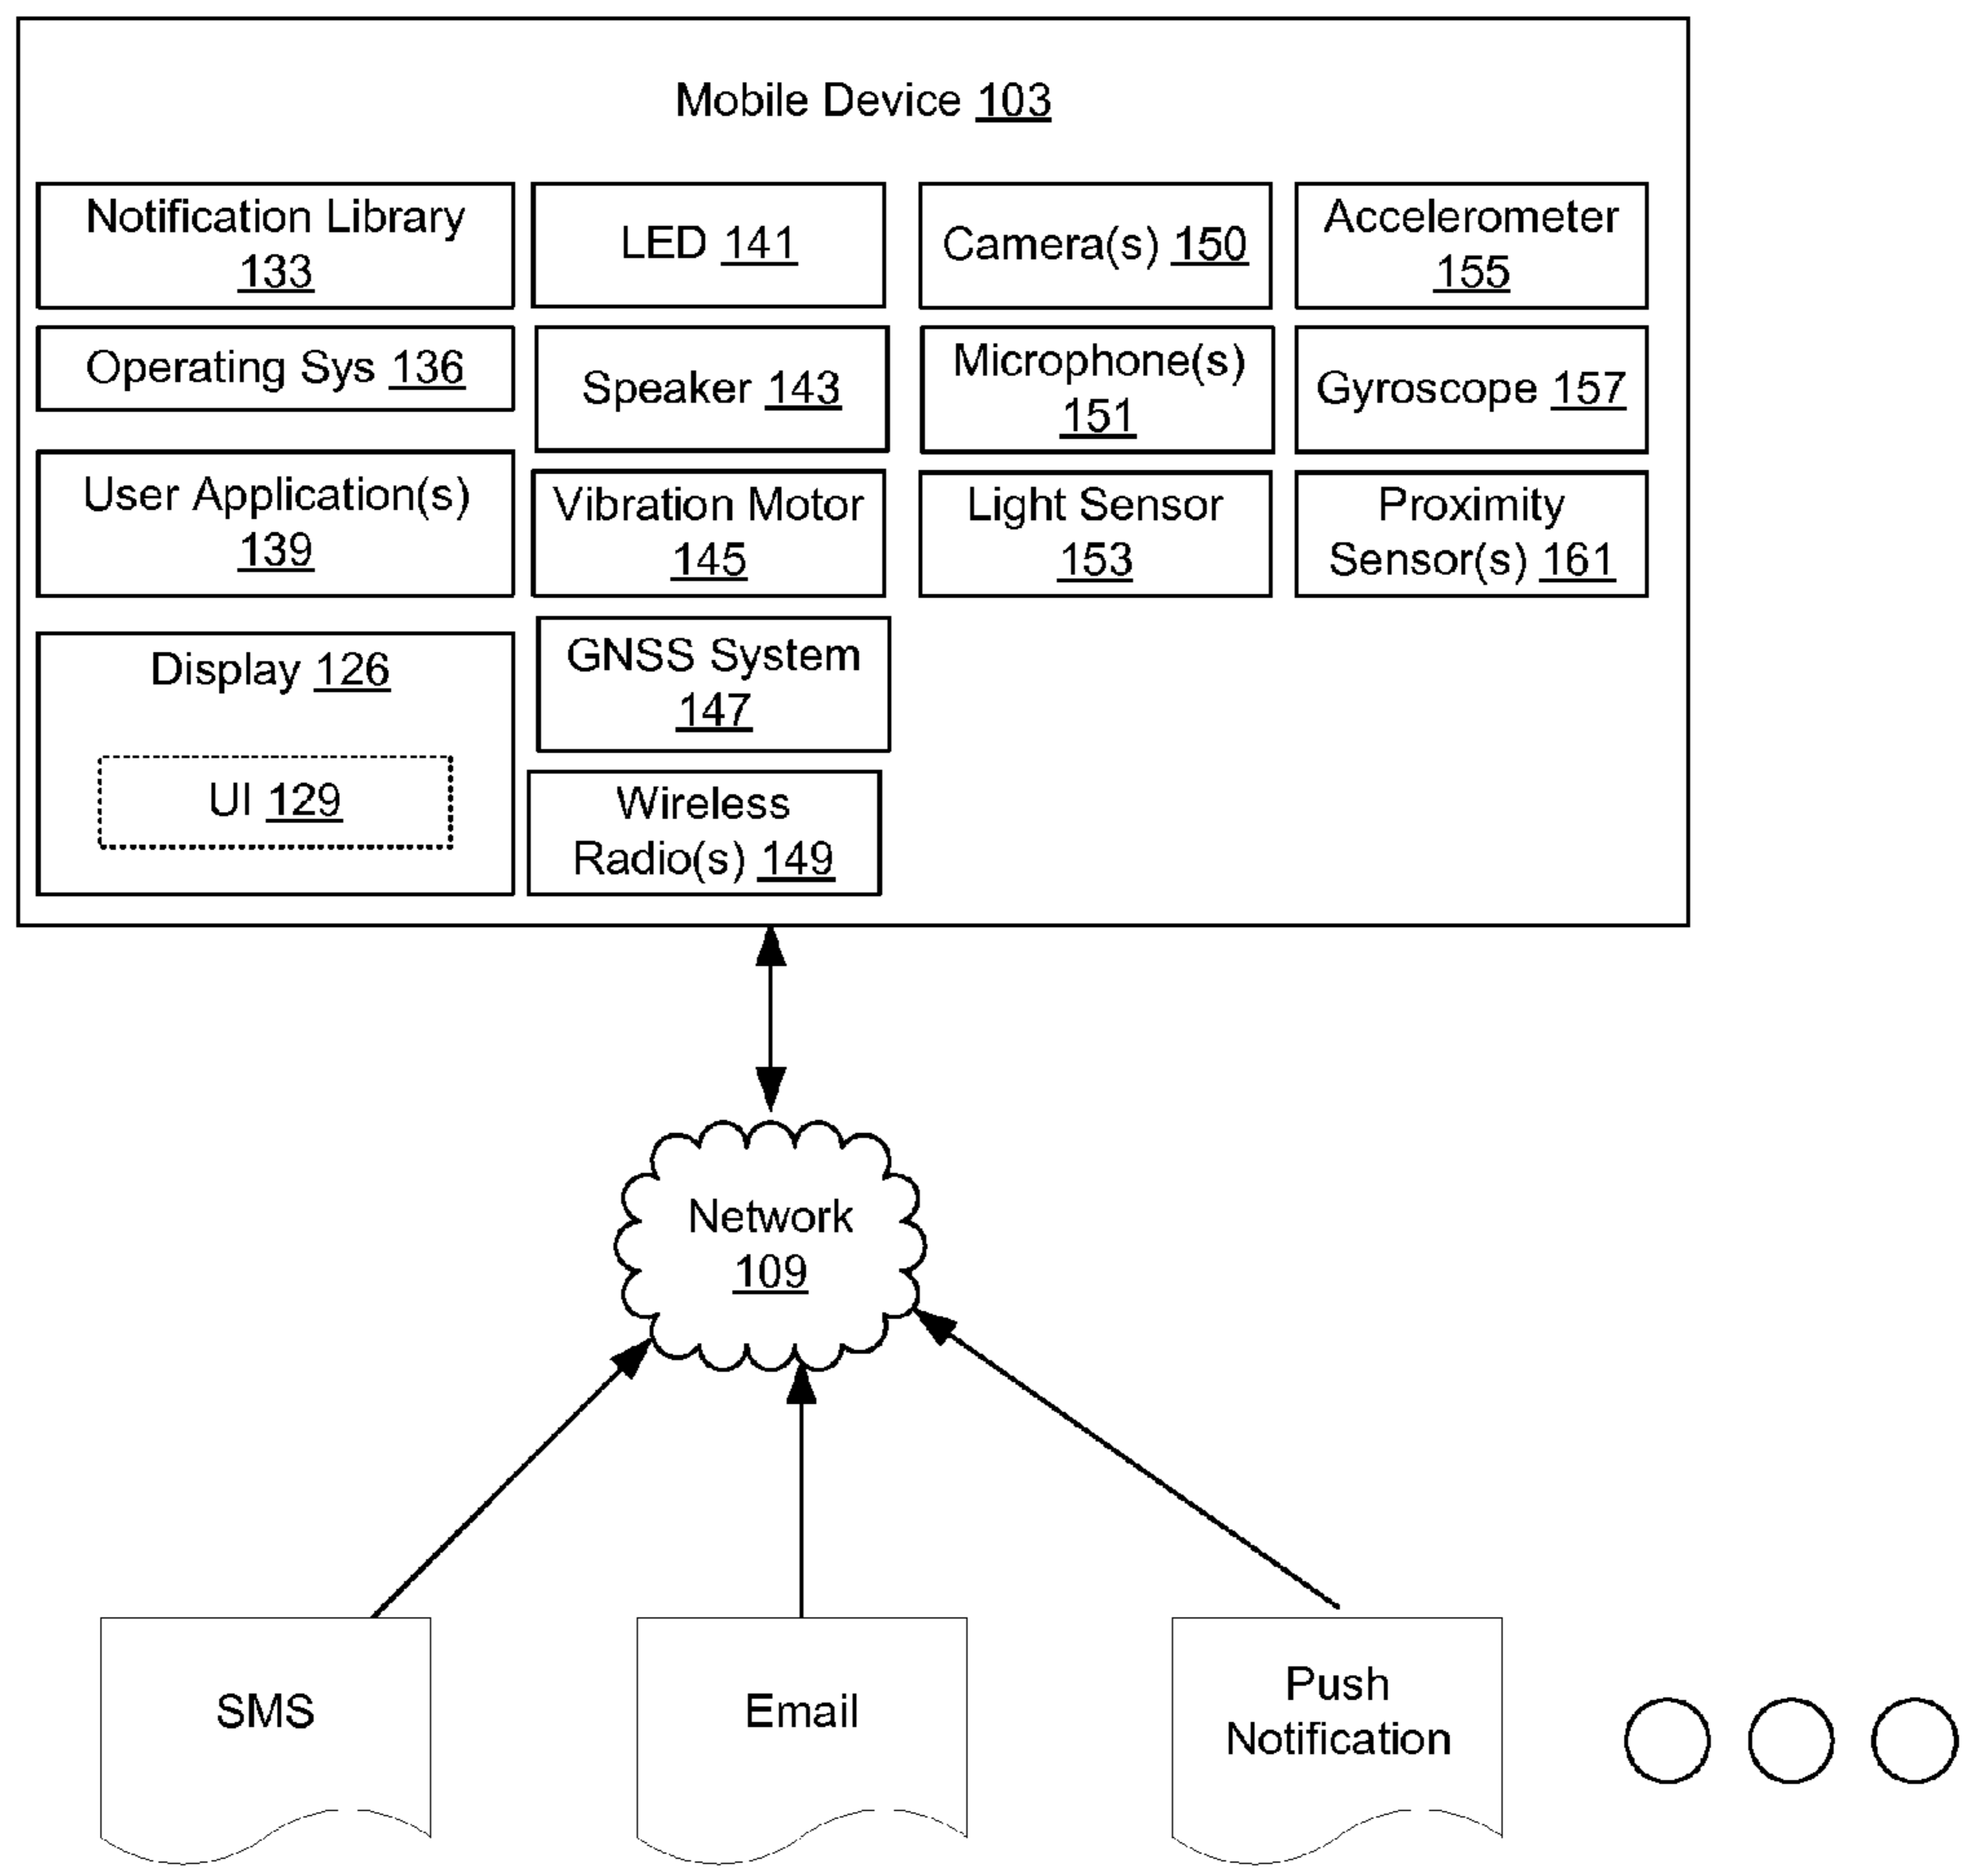 Mobile Device 103
Notification Library
133
LED 141
Camera(s) 150
Accelerometer
155
Operating Sys 136
Speaker 143
Microphone(s)
151
Gyroscope 157
User Application(s)
139
Vibration Motor
145
Light Sensor
153
Proximity
Sensor(s) 161
Display 126
UI 129
GNSS System
147
Wireless
Radio(s) 149
Network
109
SMS
Email
Push
Notification